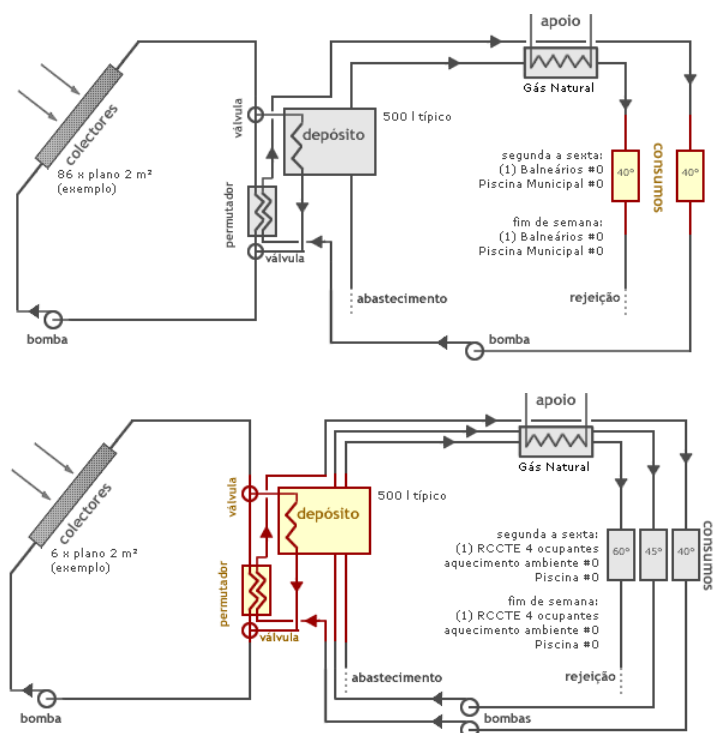 apoio
Gás Natural
colectores
86 x plano 2 m²
(exemplo)
válvula
depósito
500 l típico
permutador
válvula
segunda a sexta:
(1) Balneários #0
Piscina Municipal #0
fim de semana:
(1) Balneários #0
Piscina Municipal #0
40°
consumos
40°
abastecimento
rejeição
bomba
bomba
apoio
Gás Natural
colectores
6 x plano 2 m²
(exemplo)
válvula
depósito
500 l típico
permutador
válvula
segunda a sexta:
(1) RCCTE 4 ocupantes
aquecimento ambiente #0
Piscina #0
fim de semana:
(1) RCCTE 4 ocupantes
aquecimento ambiente #0
Piscina #0
60°
45°
40°
consumos
abastecimento
rejeição
bomba
bombas